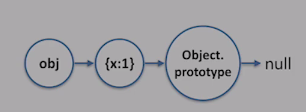 obj
{x:1}
Object.
prototype
null